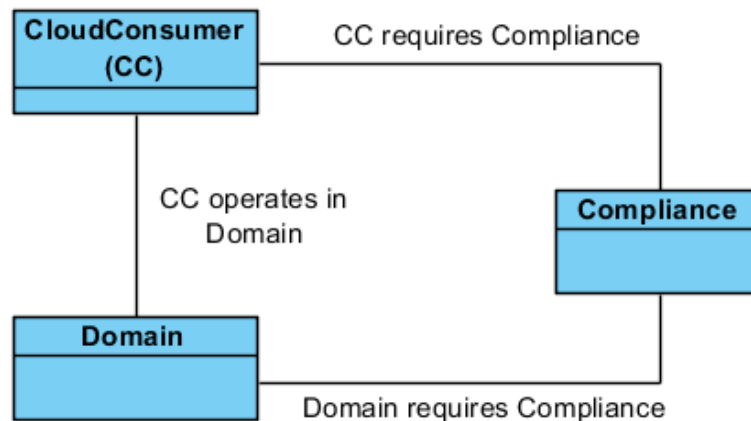 CloudConsumer
(CC)
CC requires Compliance
CC operates in
Domain
Compliance
Domain
Domain requires Compliance